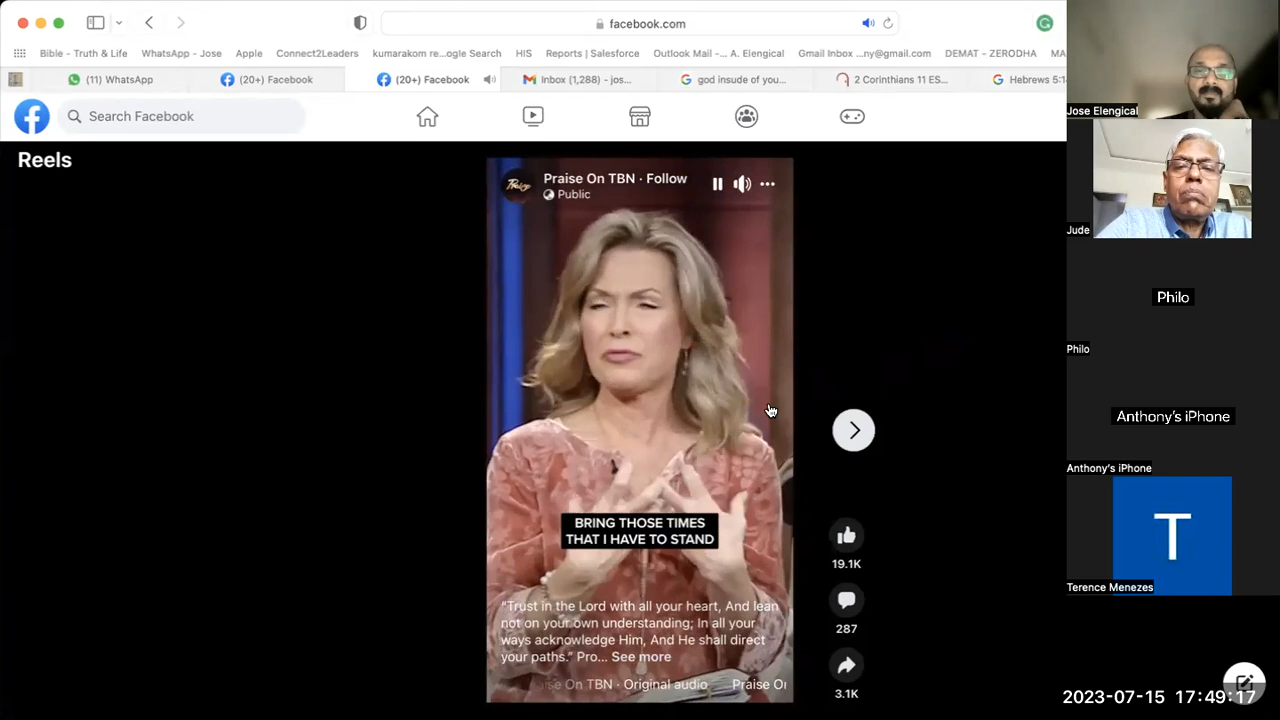 facebook.com
Bible - Truth & Life
WhatsApp - Jose
Apple
Connect2Leaders
kumarakom re...ogle Search
HIS
Reports | Salesforce
Outlook Mail -... A. Elengical
Gmail Inbox ...ny@gmail.com
DEMAT - ZERODHA
MA
(11) WhatsApp
(20+) Facebook
(20+) Facebook
Inbox (1,288) - jos...
god insude of you...
2 Corinthians 11 ES...
Hebrews 5:1
Search Facebook
Reels
Praise On TBN · Follow
Public
BRING THOSE TIMES
THAT I HAVE TO STAND
“Trust in the Lord with all your heart, And lean
not on your own understanding; In all your
ways acknowledge Him, And He shall direct
your paths.” Pro... See more
ise On TBN · Original audio
Praise Or
19.1K
287
3.1K
Jose Elengical
Jude
Philo
Philo
Anthony's iPhone
Anthony's iPhone
T
Terence Menezes
2023-07-15 17:49:17